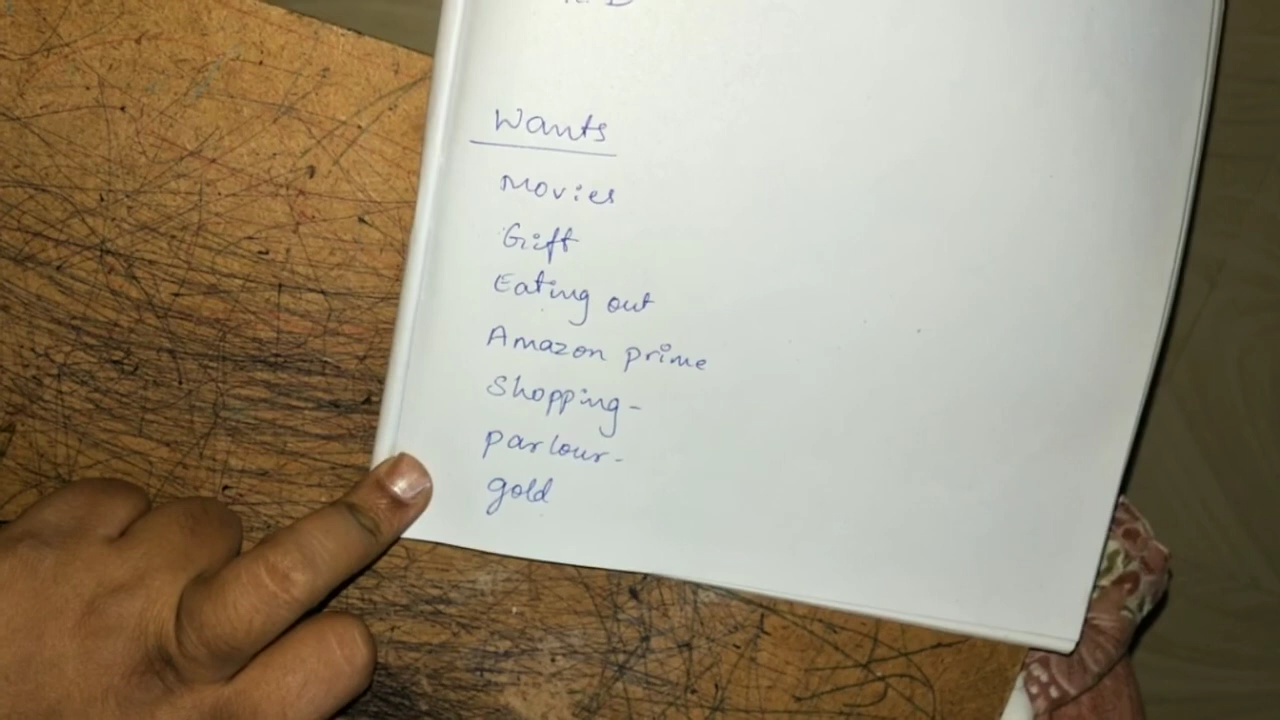 Wants
Movies
Gift
Eating out
Amazon prime
Shopping-
parlour-
gold